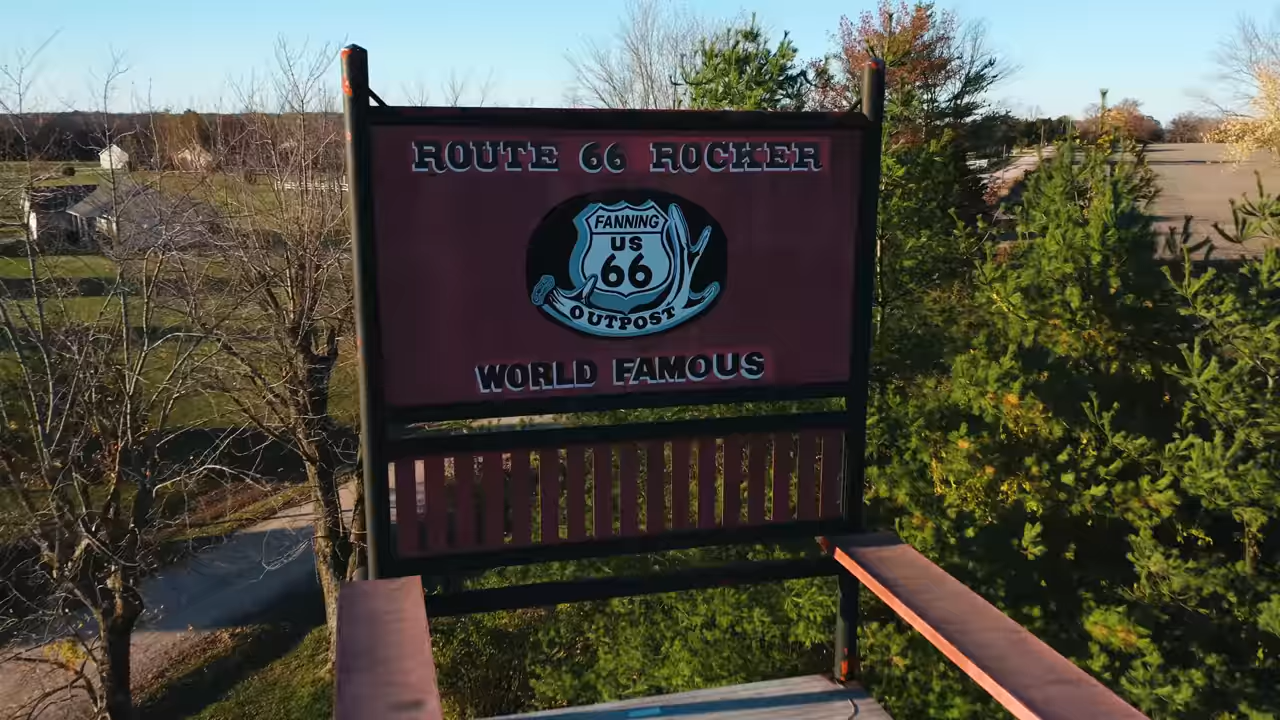 ROUTE 66 ROCKER
FANNING
US
66
OUTPOST
WORLD FAMOUS